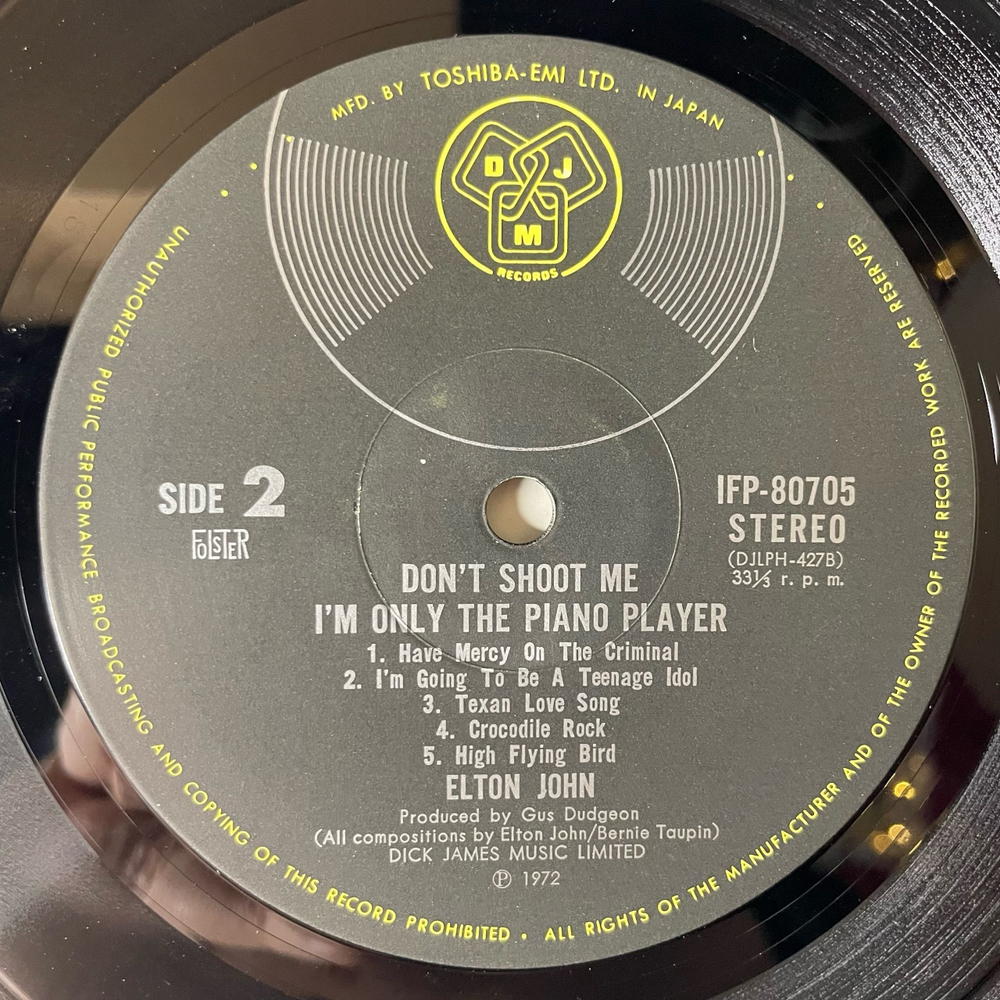 MFD. BY TOSHIBA-EMI LTD. IN JAPAN
D J
M
RECORDS
SIDE 2
FOLSTER
IFP-80705
STEREO
(DJLPH-427B)
33⅓ r. p. m.
DON'T SHOOT ME
I'M ONLY THE PIANO PLAYER
1. Have Mercy On The Criminal
2. I'm Going To Be A Teenage Idol
3. Texan Love Song
4. Crocodile Rock
5. High Flying Bird
ELTON JOHN
Produced by Gus Dudgeon
(All compositions by Elton John/Bernie Taupin)
DICK JAMES MUSIC LIMITED
Ⓟ 1972
UNAUTHORIZED PUBLIC PERFORMANCE, BROADCASTING AND COPYING OF THIS RECORD PROHIBITED • ALL RIGHTS OF THE MANUFACTURER AND OF THE OWNER OF THE RECORDED WORK ARE RESERVED